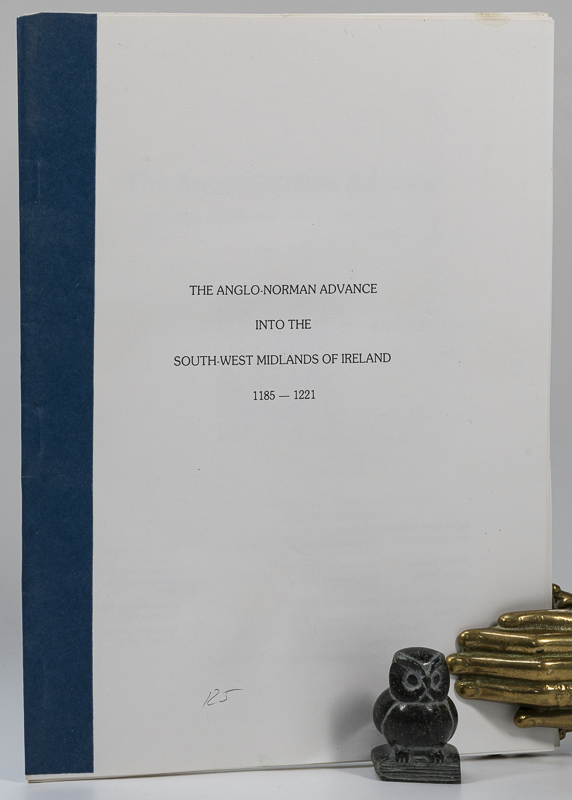 THE ANGLO-NORMAN ADVANCE
INTO THE
SOUTH-WEST MIDLANDS OF IRELAND
1185 — 1221
125